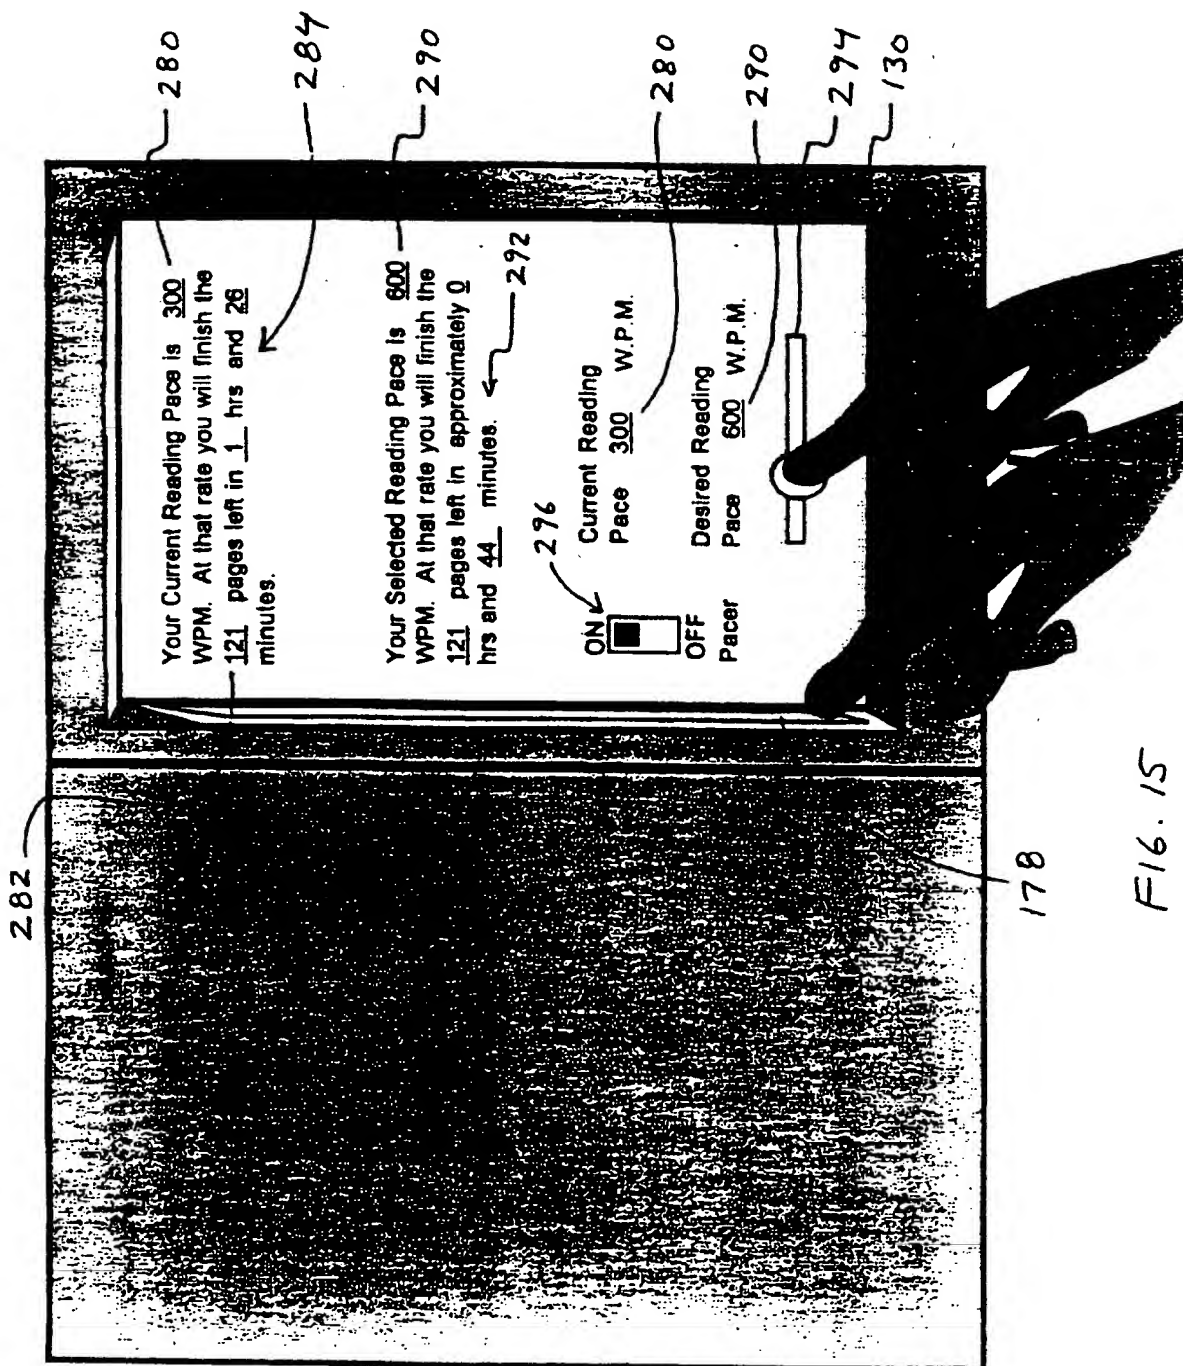 282
280
284
290
Your Current Reading Pace is 300
WPM. At that rate you will finish the
121 pages left in 1 hrs and 26
minutes.
Your Selected Reading Pace is 600
WPM. At that rate you will finish the
121 pages left in approximately 0
hrs and 44 minutes.
292
296
ON
OFF
Pacer
Current Reading
Pace 300 W.P.M.
Desired Reading
Pace 600 W.P.M.
280
290
294
130
178
FIG. 15